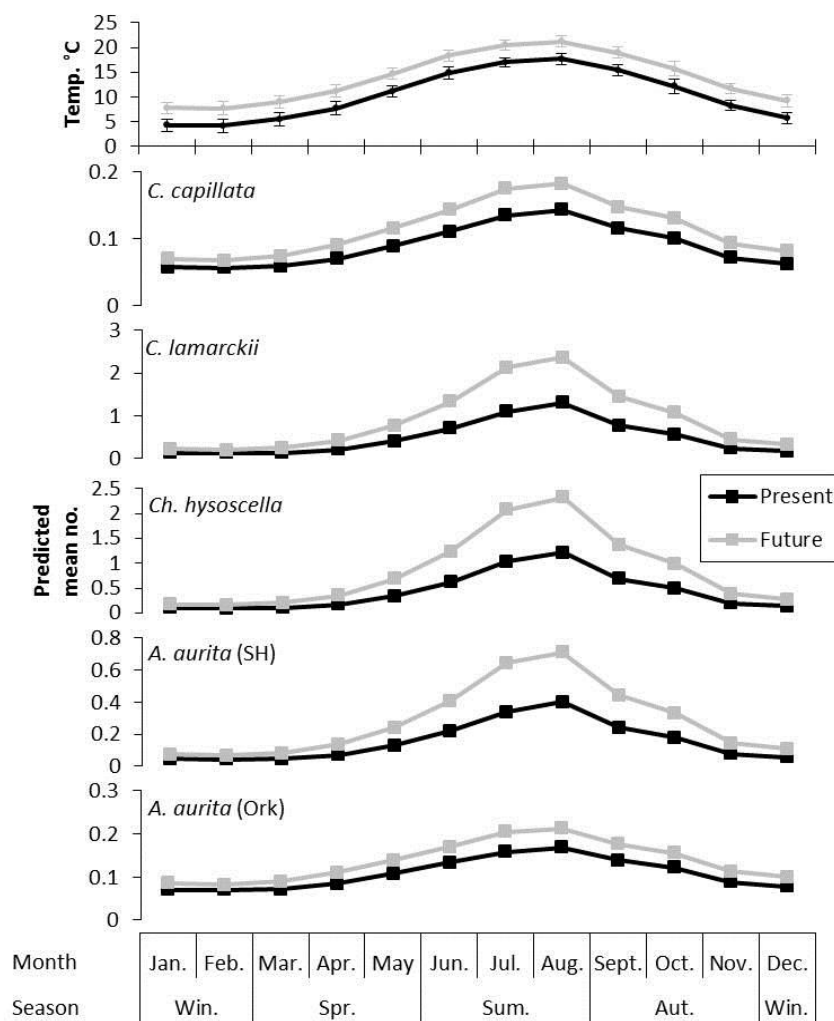 Temp. °C
25
20
15
10
5
0
C. capillata
0.2
0.1
0
C. lamarckii
3
2
1
0
Predicted
mean no.
Ch. hysoscella
2.5
2
1.5
1
0.5
0
Present
Future
A. aurita (SH)
0.8
0.6
0.4
0.2
0
A. aurita (Ork)
0.3
0.2
0.1
0
Month Jan. Feb. Mar. Apr. May Jun. Jul. Aug. Sept. Oct. Nov. Dec.
Season Win. Spr. Sum. Aut. Win.